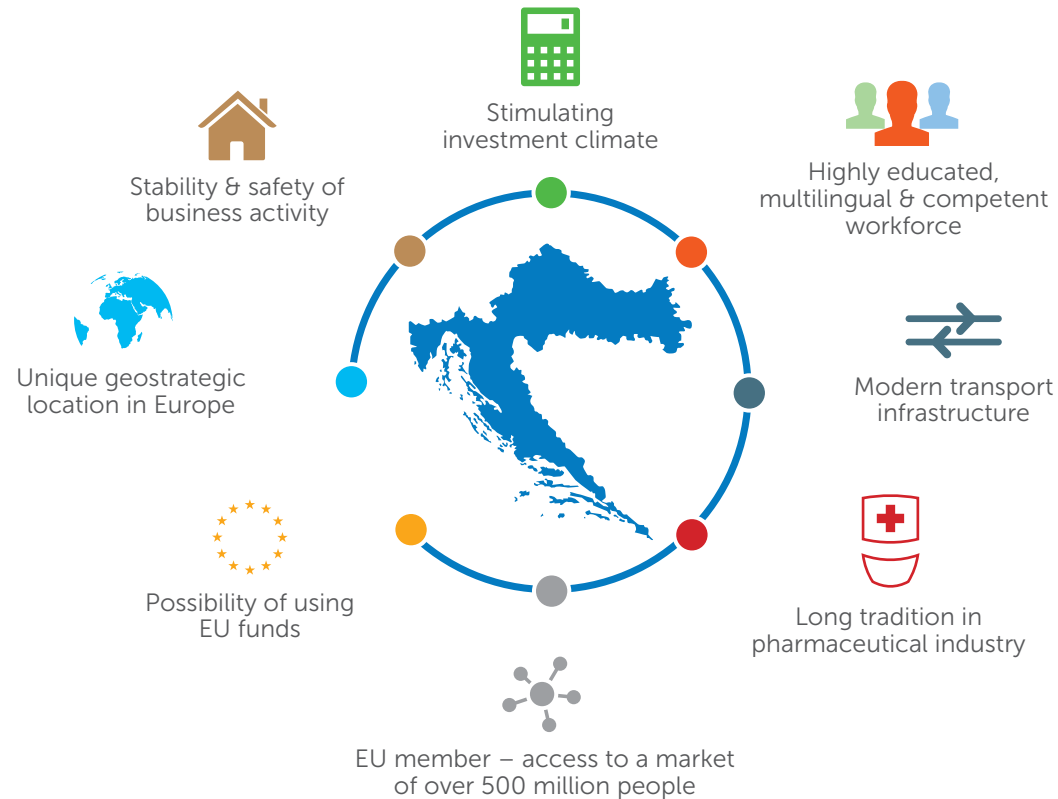 Stimulating
investment climate
Highly educated,
multilingual & competent
workforce
Modern transport
infrastructure
Long tradition in
pharmaceutical industry
EU member – access to a market
of over 500 million people
Possibility of using
EU funds
Unique geostrategic
location in Europe
Stability & safety of
business activity